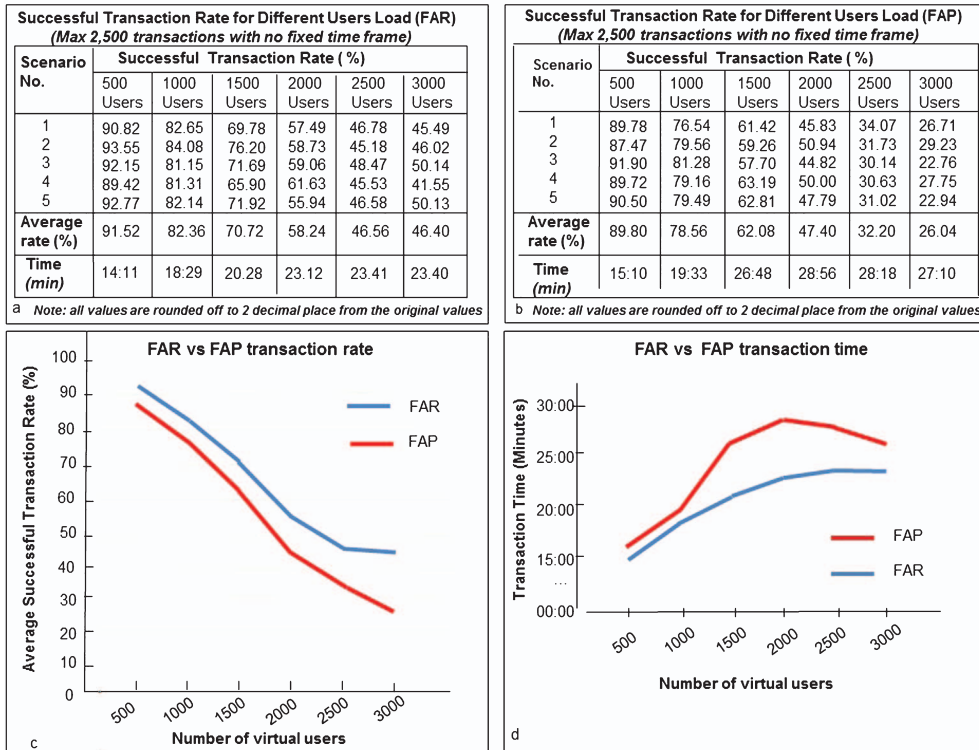 Successful Transaction Rate for Different Users Load (FAR)
(Max 2,500 transactions with no fixed time frame)
Scenario No. Successful Transaction Rate ( %)
500 Users 1000 Users 1500 Users 2000 Users 2500 Users 3000 Users
1 90.82 82.65 69.78 57.49 46.78 45.49
2 93.55 84.08 76.20 58.73 45.18 46.02
3 92.15 81.15 71.69 59.06 48.47 50.14
4 89.42 81.31 65.90 61.63 45.53 41.55
5 92.77 82.14 71.92 55.94 46.58 50.13
Average rate (%) 91.52 82.36 70.72 58.24 46.56 46.40
Time (min) 14:11 18:29 20.28 23.12 23.41 23.40
a Note: all values are rounded off to 2 decimal place from the original values
Successful Transaction Rate for Different Users Load (FAP)
(Max 2,500 transactions with no fixed time frame)
Scenario No. Successful Transaction Rate ( %)
500 Users 1000 Users 1500 Users 2000 Users 2500 Users 3000 Users
1 89.78 76.54 61.42 45.83 34.07 26.71
2 87.47 79.56 59.26 50.94 31.73 29.23
3 91.90 81.28 57.70 44.82 30.14 22.76
4 89.72 79.16 63.19 50.00 30.63 27.75
5 90.50 79.49 62.81 47.79 31.02 22.94
Average rate (%) 89.80 78.56 62.08 47.40 32.20 26.04
Time (min) 15:10 19:33 26:48 28:56 28:18 27:10
b Note: all values are rounded off to 2 decimal place from the original values
FAR vs FAP transaction rate
Average Successful Transaction Rate (%)
100
90
80
70
60
50
40
30
20
10
0
FAR
FAP
500 1000 1500 2000 2500 3000
Number of virtual users
c
FAR vs FAP transaction time
Transaction Time (Minutes)
30:00
25:00
20:00
15:00
...
00:00
FAP
FAR
500 1000 1500 2000 2500 3000
Number of virtual users
d